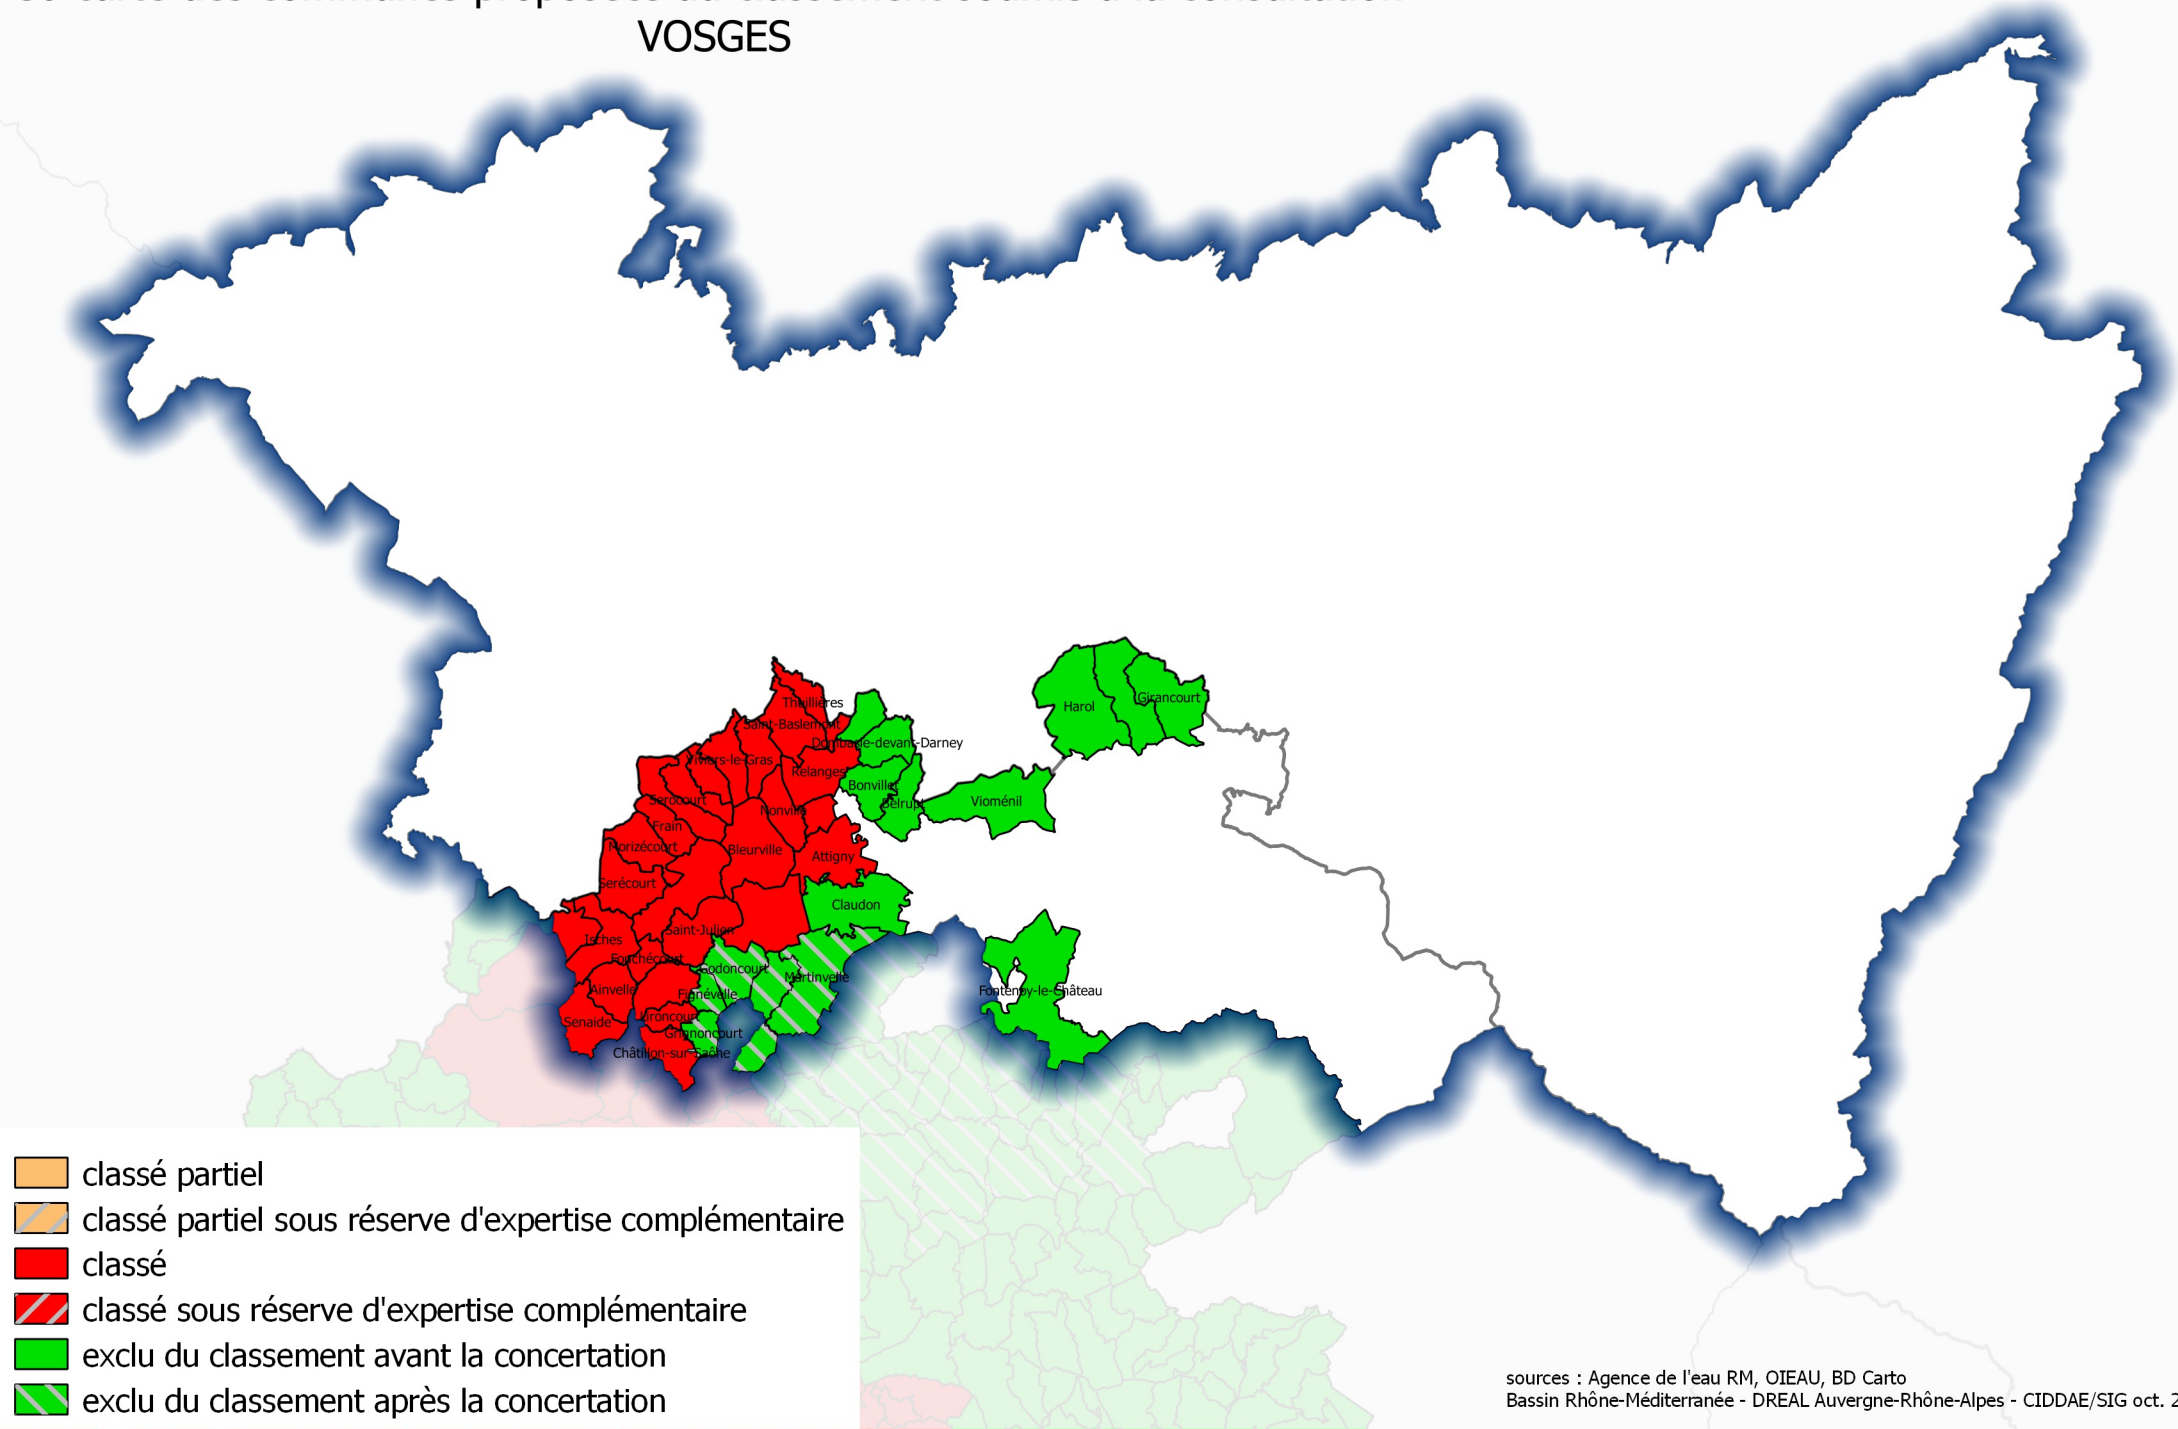 VOSGES
Thuillières
Saint-Baslemont
Dombasle-devant-Darney
Viviers-le-Gras
Relanges
Bonvillet
Belrupt
Vioménil
Harol
Girancourt
Serocourt
Nonville
Frain
Morizécourt
Bleurville
Attigny
Serécourt
Claudon
Saint-Julien
Isches
Fouchécourt
Godoncourt
Martinvelle
Ainvelle
Fignévelle
Fontenoy-le-Château
Senaide
Lironcourt
Grignoncourt
Châtillon-sur-Saône
classé partiel
classé partiel sous réserve d'expertise complémentaire
classé
classé sous réserve d'expertise complémentaire
exclu du classement avant la concertation
exclu du classement après la concertation
sources : Agence de l'eau RM, OIEAU, BD Carto
Bassin Rhône-Méditerranée - DREAL Auvergne-Rhône-Alpes - CIDDAE/SIG oct. 2